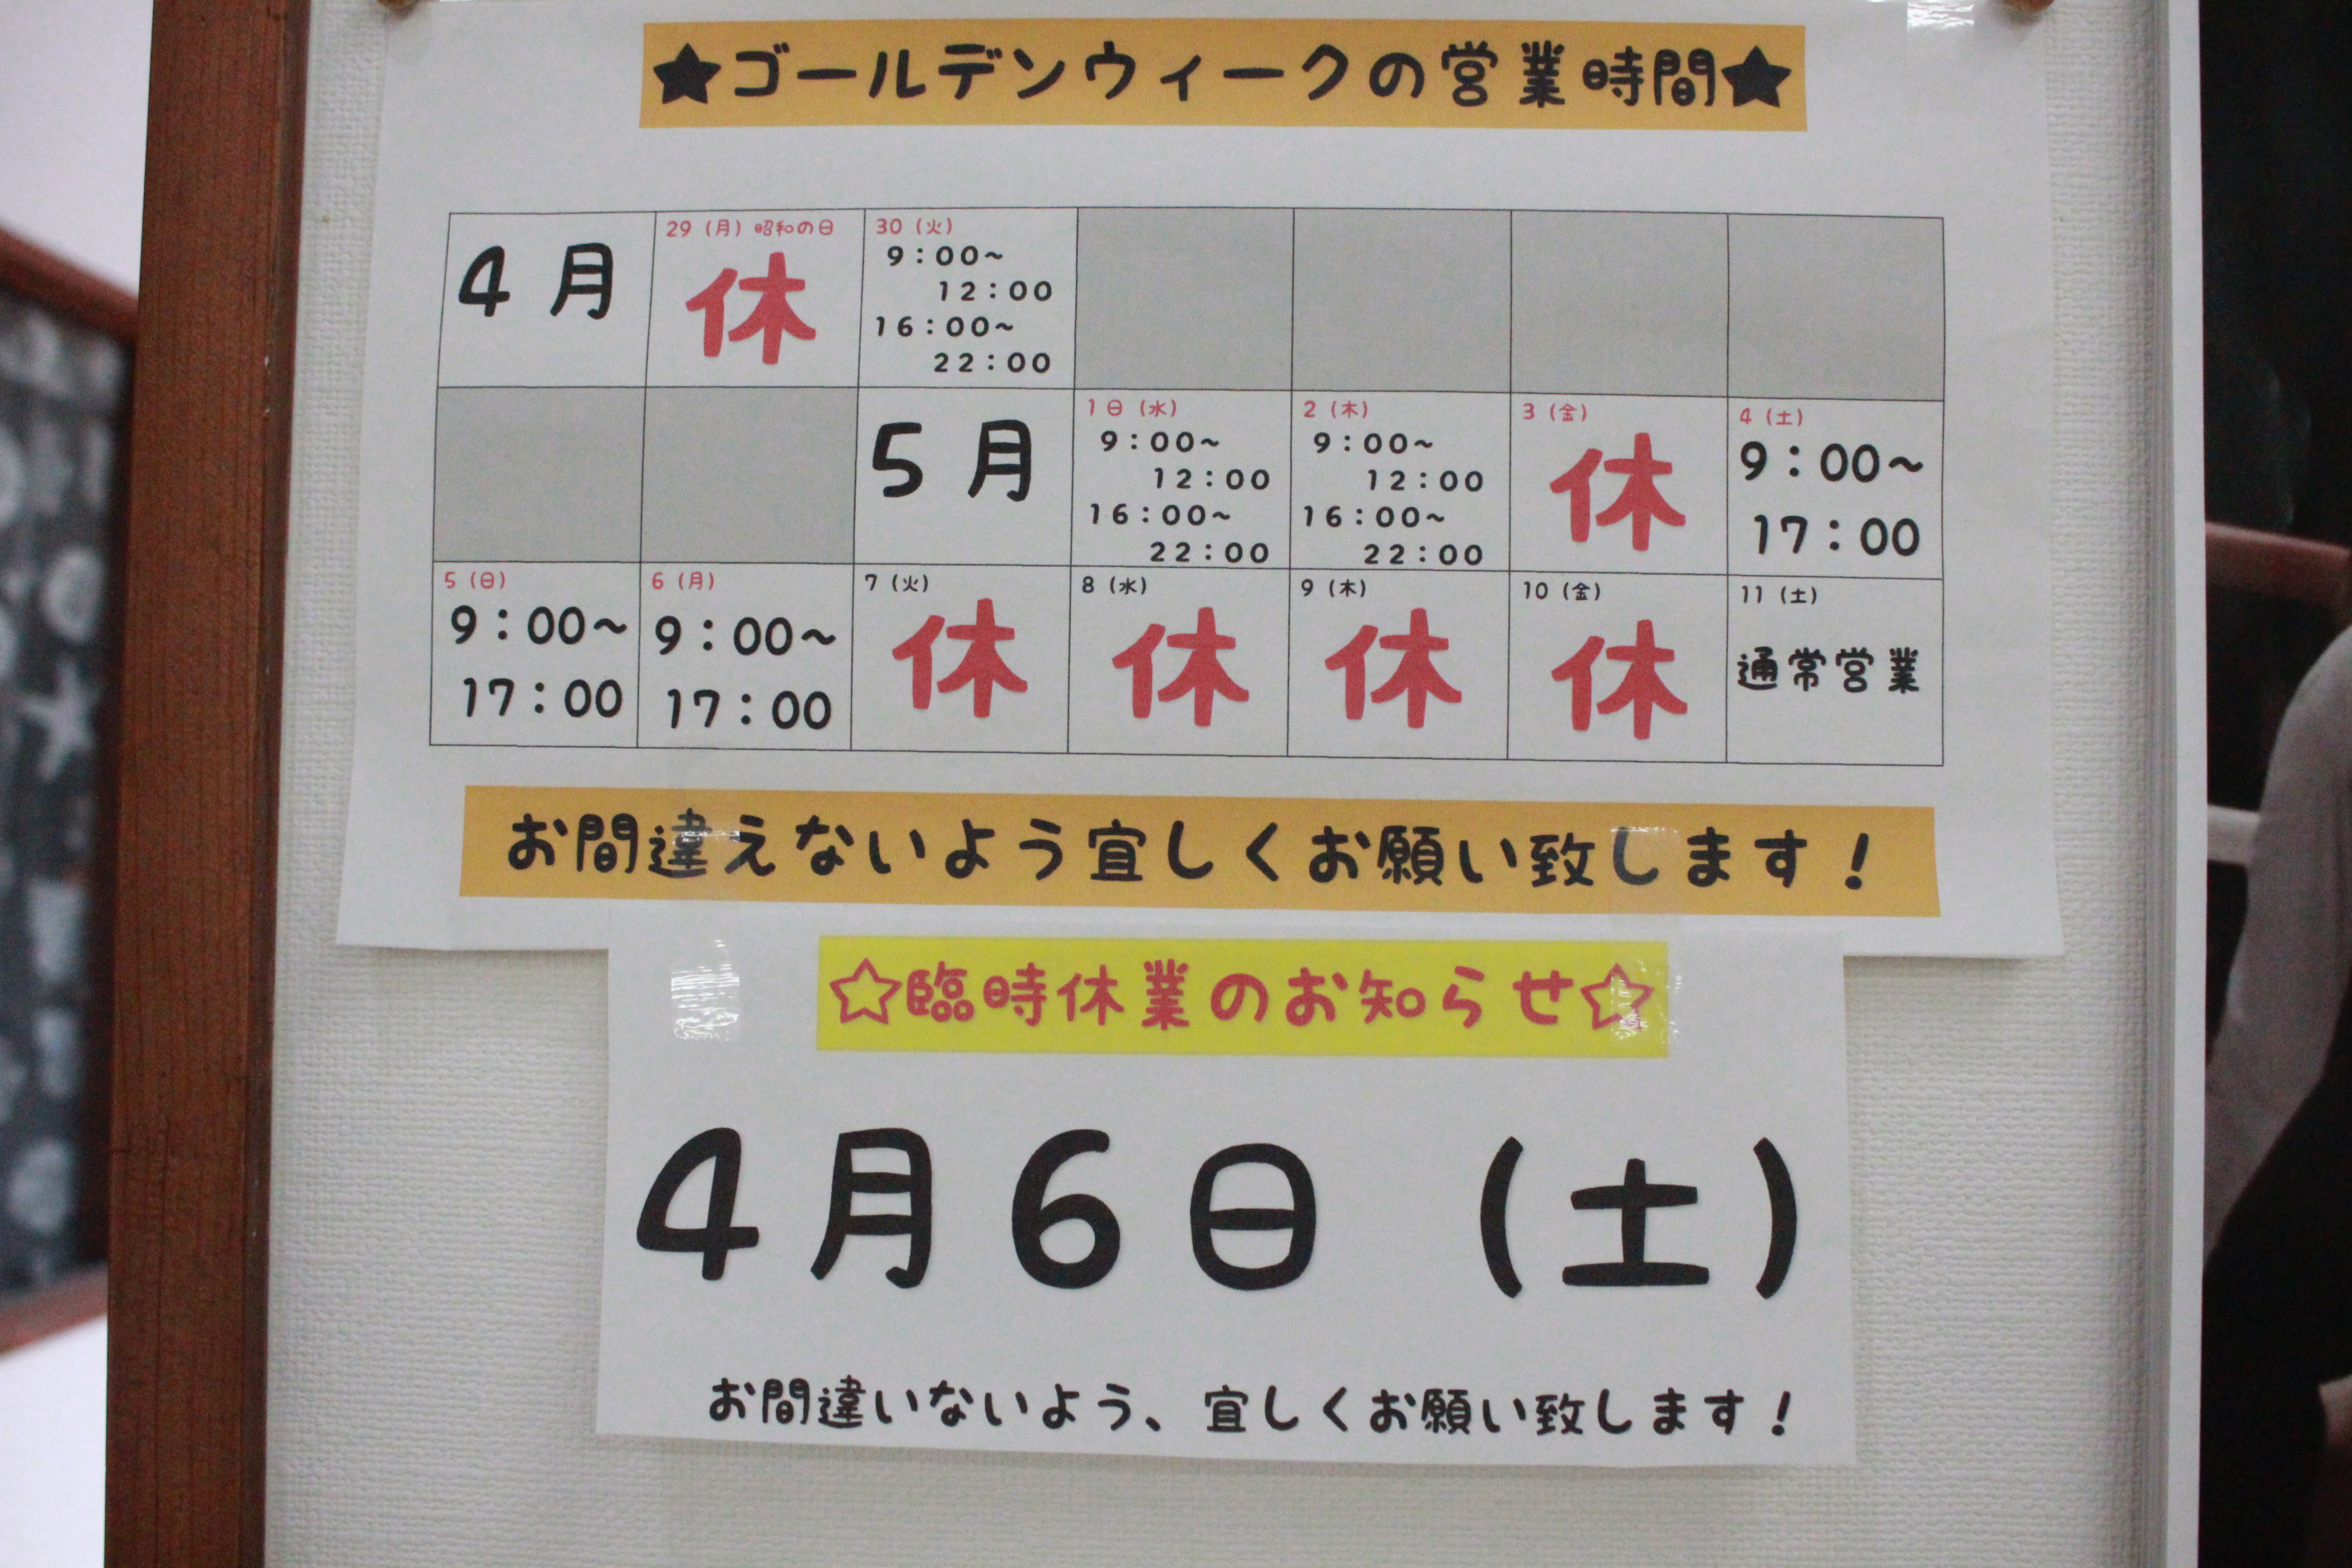 ★ゴールデンウィークの営業時間★
4月
29（月）昭和の日
休
30（火）
9：00～
12：00
16：00～
22：00
5月
1日（水）
9：00～
12：00
16：00～
22：00
2（木）
9：00～
12：00
16：00～
22：00
3（金）
休
4（土）
9：00～
17：00
5（日）
9：00～
17：00
6（月）
9：00～
17：00
7（火）
休
8（水）
休
9（木）
休
10（金）
休
11（土）
通常営業
お間違えないよう宜しくお願い致します！
☆臨時休業のお知らせ☆
4月6日（土）
お間違いないよう、宜しくお願い致します！